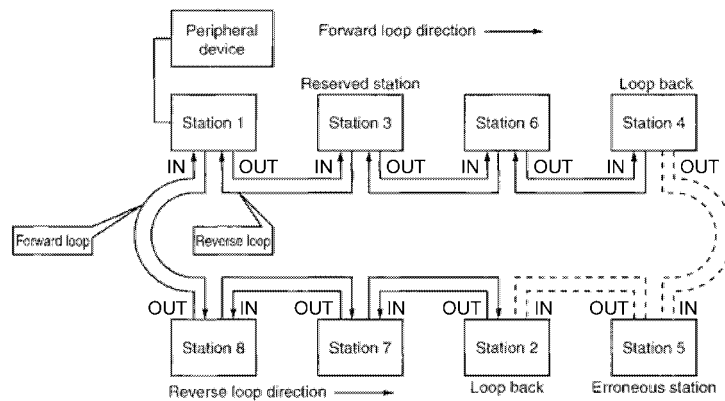 Peripheral device
Forward loop direction
Reserved station
Loop back
Station 1
Station 3
Station 6
Station 4
IN
OUT
IN
OUT
IN
OUT
IN
OUT
Forward loop
Reverse loop
OUT
IN
OUT
IN
OUT
IN
OUT
IN
Station 8
Station 7
Station 2
Station 5
Reverse loop direction
Loop back
Erroneous station